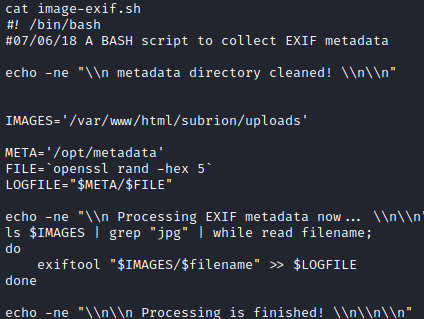 cat image-exif.sh
#! /bin/bash
#07/06/18 A BASH script to collect EXIF metadata
echo -ne "\\n metadata directory cleaned! \\n\\n"
IMAGES='/var/www/html/subrion/uploads'
META='/opt/metadata'
FILE=`openssl rand -hex 5`
LOGFILE="$META/$FILE"
echo -ne "\\n Processing EXIF metadata now... \\n\\n"
ls $IMAGES | grep "jpg" | while read filename;
do
    exiftool "$IMAGES/$filename" >> $LOGFILE
done
echo -ne "\\n\\n Processing is finished! \\n\\n\\n"